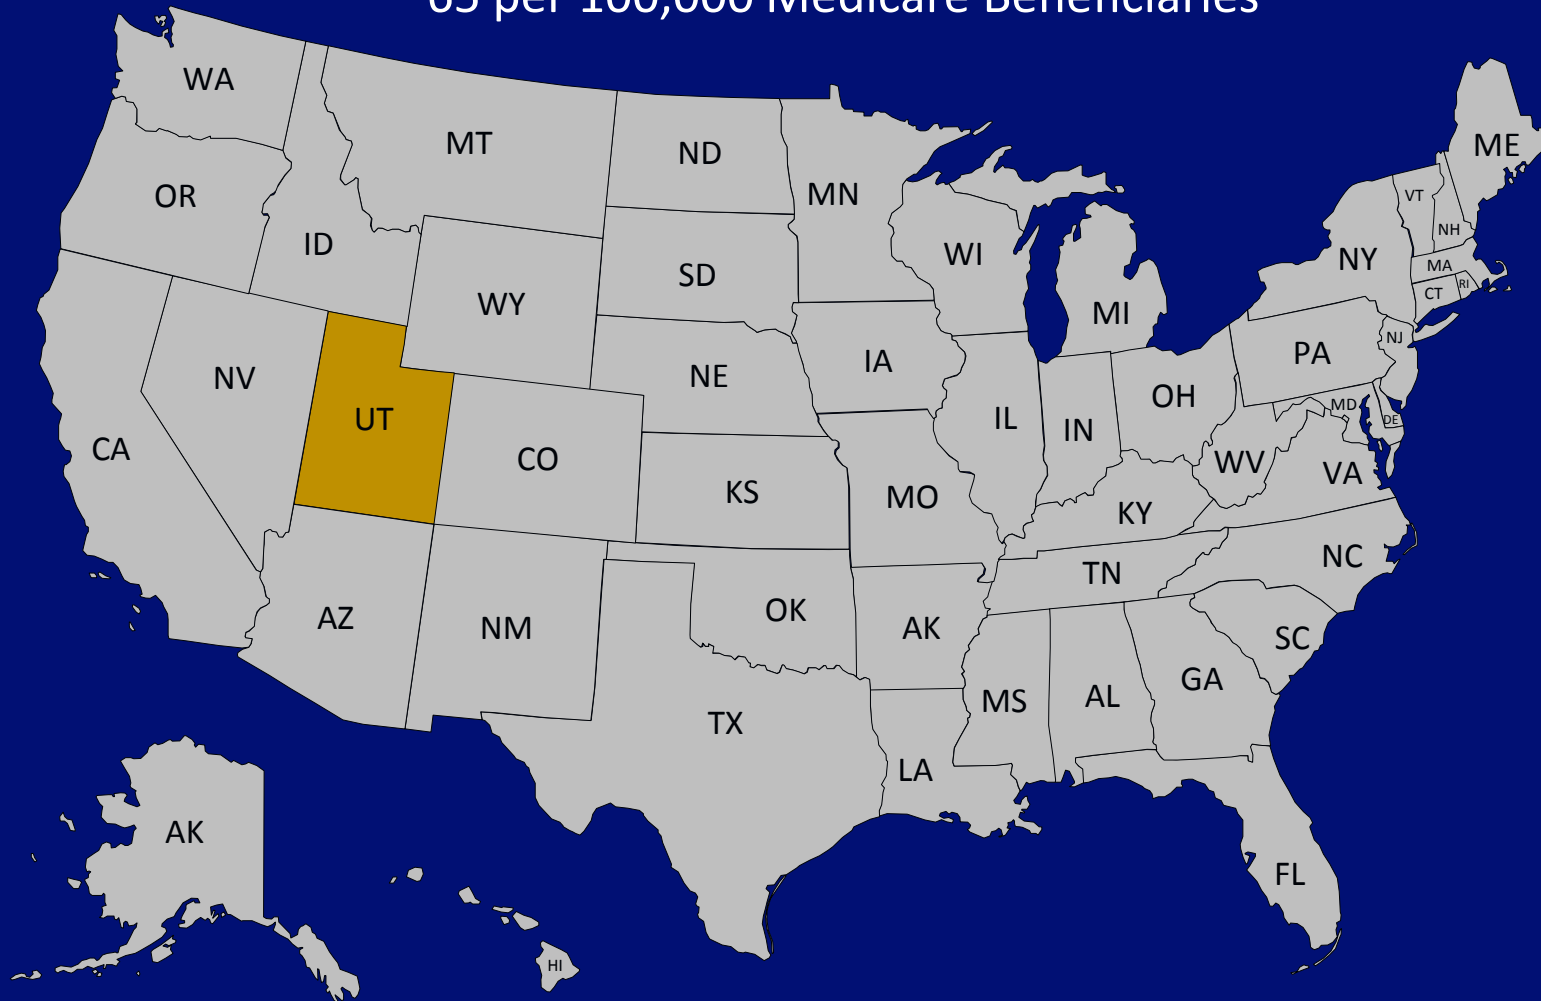 65 per 100,000 Medicare Beneficiaries
WA
MT
ND
MN
ME
OR
ID
WY
SD
WI
MI
NY
VT
NH
MA
CT
RI
NV
UT
CO
NE
IA
IL
IN
OH
PA
NJ
MD
DE
CA
KS
MO
KY
WV
VA
AZ
NM
OK
AK
TN
NC
SC
TX
LA
MS
AL
GA
FL
AK
HI